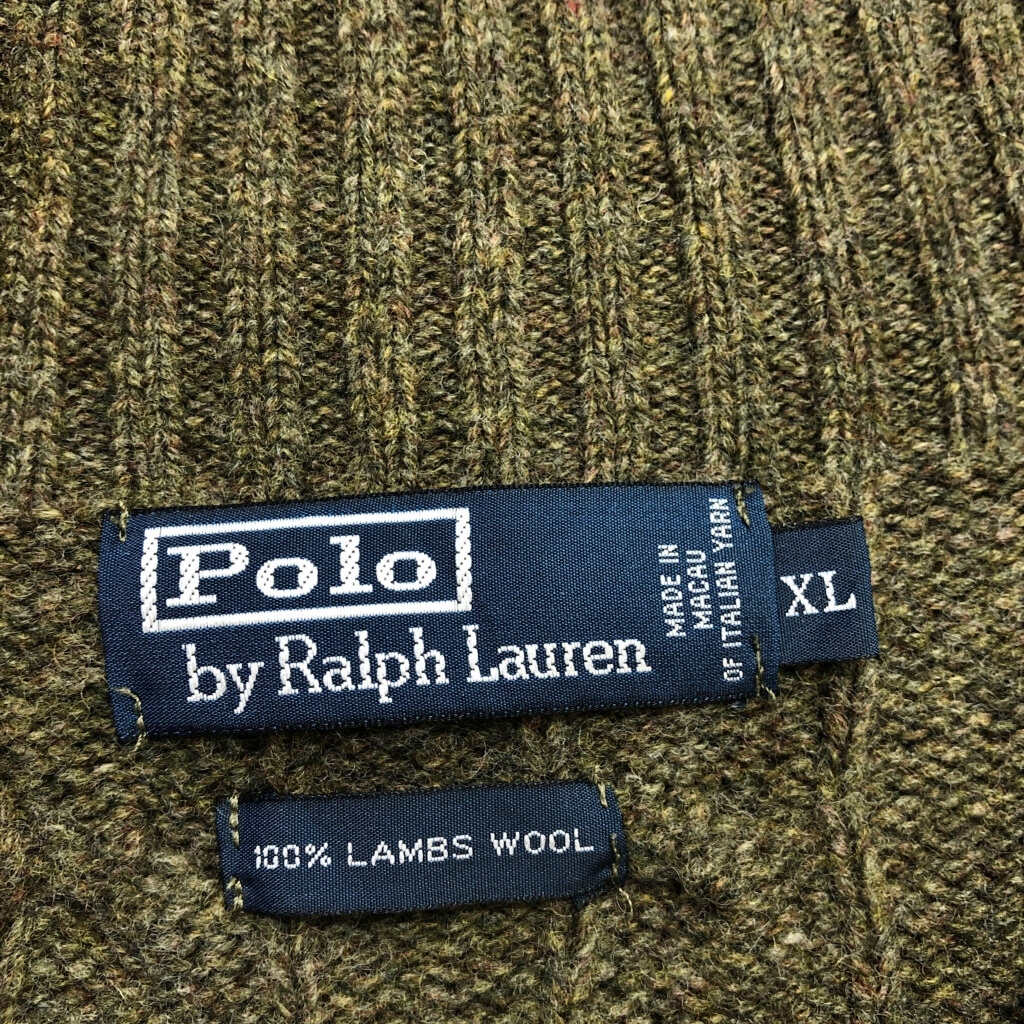 Polo
by Ralph Lauren
MADE IN
MACAU
OF ITALIAN YARN
XL
100% LAMBS WOOL